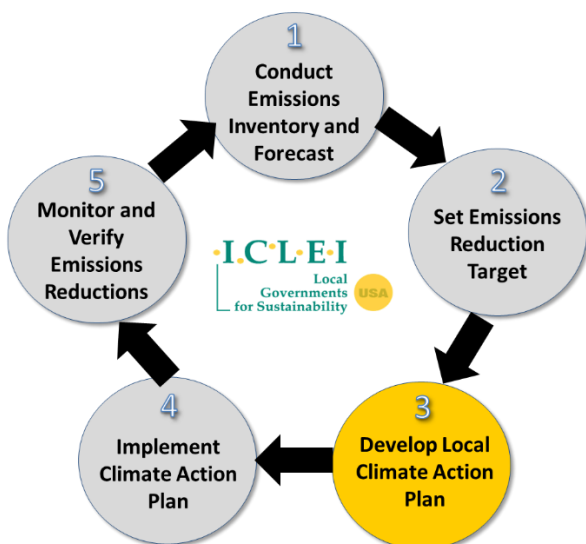 1
Conduct
Emissions
Inventory and
Forecast
2
Set Emissions
Reduction
Target
3
Develop Local
Climate Action
Plan
4
Implement
Climate Action
Plan
5
Monitor and
Verify
Emissions
Reductions
·I·C·L·E·I
Local
Governments
for Sustainability
USA